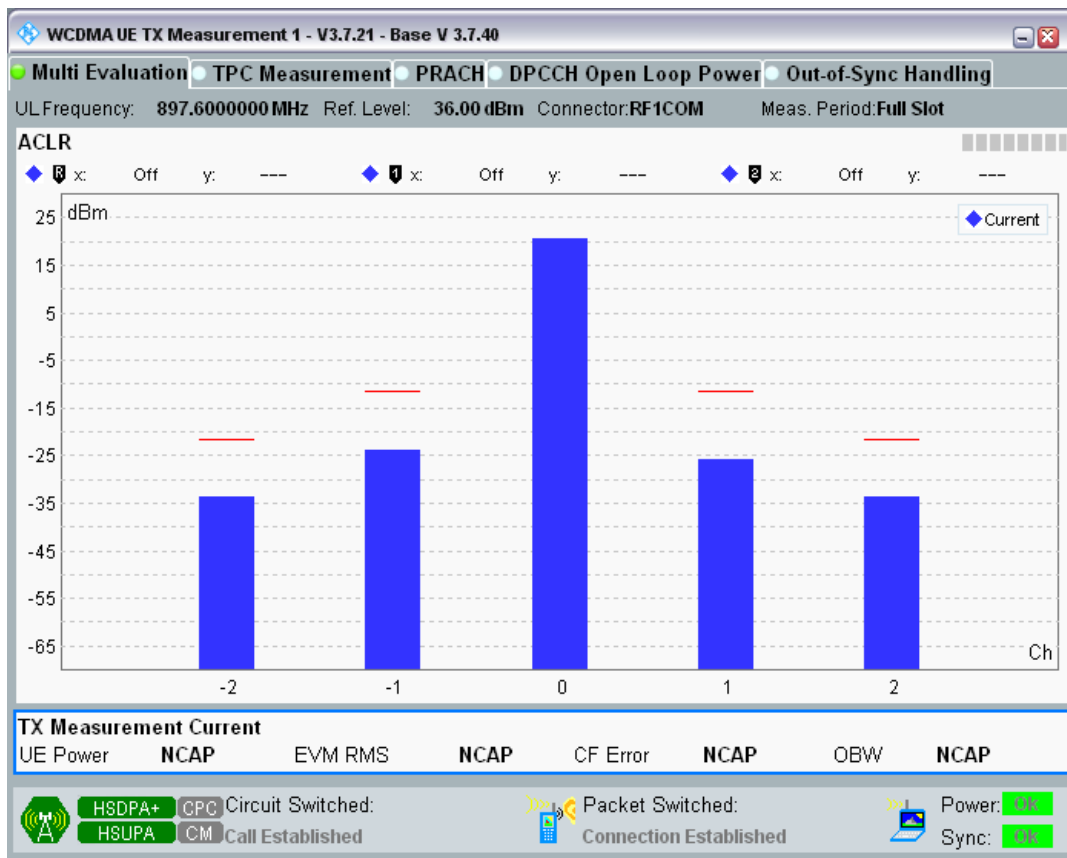 WCDMA UE TX Measurement 1 - V3.7.21 - Base V 3.7.40
Multi Evaluation TPC Measurement PRACH DPCCH Open Loop Power Out-of-Sync Handling
UL Frequency: 897.6000000 MHz Ref. Level: 36.00 dBm Connector:RF1COM Meas. Period:Full Slot
ACLR
R x: Off y: --- 1 x: Off y: --- 2 x: Off y: ---
dBm
Current
25
15
5
-5
-15
-25
-35
-45
-55
-65
Ch
-2 -1 0 1 2
TX Measurement Current
UE Power NCAP EVM RMS NCAP CF Error NCAP OBW NCAP
HSDPA+ CPC Circuit Switched: Packet Switched: Power: Ok
HSUPA CM Call Established Connection Established Sync: Ok